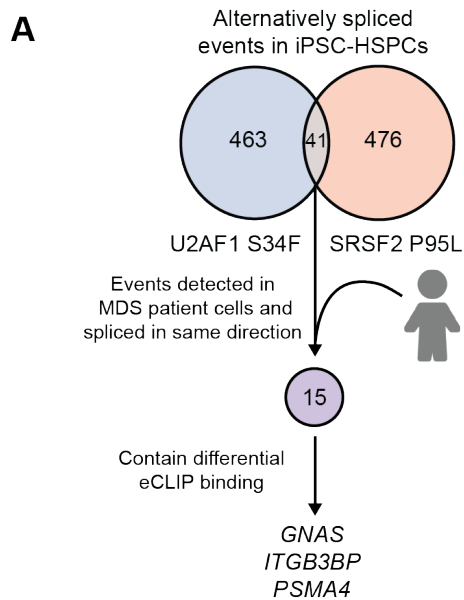 A
Alternatively spliced
events in iPSC-HSPCs
463
41
476
U2AF1 S34F
SRSF2 P95L
Events detected in
MDS patient cells and
spliced in same direction
15
Contain differential
eCLIP binding
GNAS
ITGB3BP
PSMA4